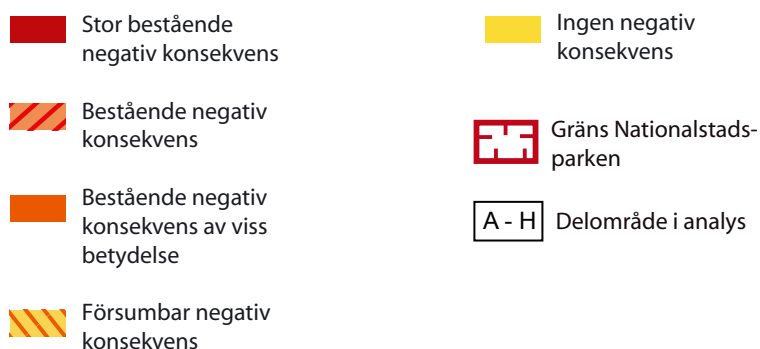 Stor bestående
negativ konsekvens
Bestående negativ
konsekvens
Bestående negativ
konsekvens av viss
betydelse
Försumbar negativ
konsekvens
Ingen negativ
konsekvens
Gräns Nationalstads-
parken
A - H Delområde i analys